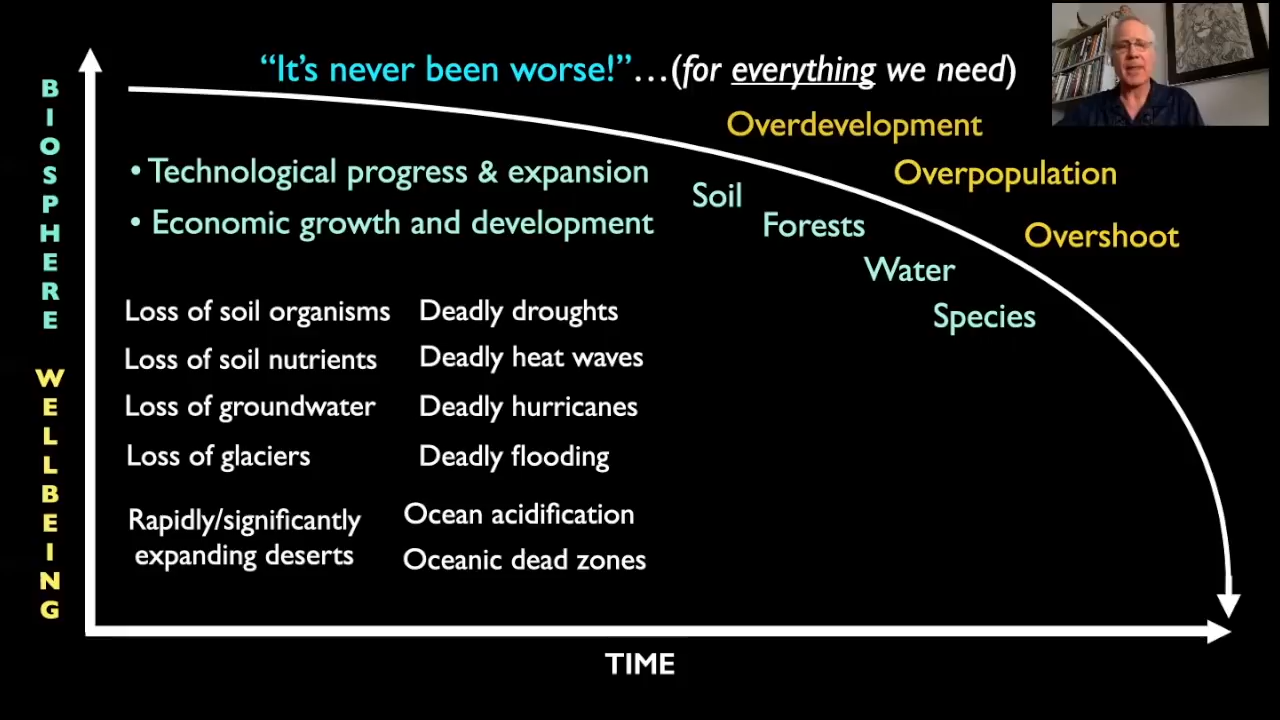 “It’s never been worse!”…(for everything we need)
BIOSPHERE WELLBEING
Overdevelopment
Overpopulation
Overshoot
• Technological progress & expansion
• Economic growth and development
Soil
Forests
Water
Species
Loss of soil organisms
Loss of soil nutrients
Loss of groundwater
Loss of glaciers
Rapidly/significantly
expanding deserts
Deadly droughts
Deadly heat waves
Deadly hurricanes
Deadly flooding
Ocean acidification
Oceanic dead zones
TIME